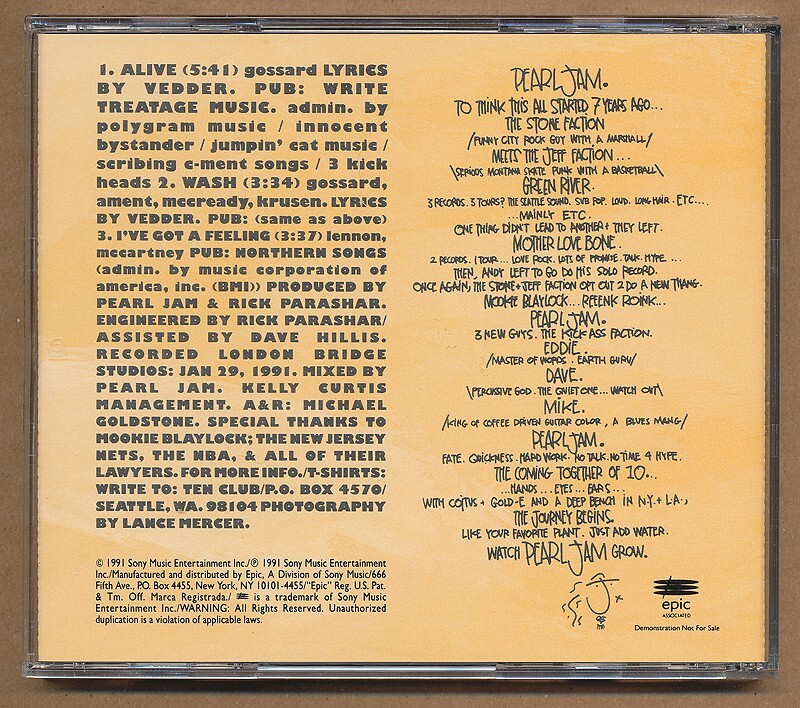 1. ALIVE (5:41) gossard LYRICS
BY VEDDER. PUB: WRITE
TREATAGE MUSIC. admin. by
polygram music / innocent
bystander / jumpin' cat music /
scribing c-ment songs / 3 kick
heads 2. WASH (3:34) gossard,
ament, mccready, krusen. LYRICS
BY VEDDER. PUB: (same as above)
3. I'VE GOT A FEELING (3:37) lennon,
mccartney PUB: NORTHERN SONGS
(admin. by music corporation of
america, inc. (BMI)) PRODUCED BY
PEARL JAM & RICK PARASHAR.
ENGINEERED BY RICK PARASHAR/
ASSISTED BY DAVE HILLIS.
RECORDED LONDON BRIDGE
STUDIOS: JAN 29, 1991. MIXED BY
PEARL JAM. KELLY CURTIS
MANAGEMENT. A&R: MICHAEL
GOLDSTONE. SPECIAL THANKS TO
MOOKIE BLAYLOCK; THE NEW JERSEY
NETS, THE NBA, & ALL OF THEIR
LAWYERS. FOR MORE INFO./T-SHIRTS:
WRITE TO: TEN CLUB/P.O. BOX 4570/
SEATTLE, WA. 98104 PHOTOGRAPHY
BY LANCE MERCER.
© 1991 Sony Music Entertainment Inc./℗ 1991 Sony Music Entertainment
Inc./Manufactured and distributed by Epic, A Division of Sony Music/666
Fifth Ave., P.O. Box 4455, New York, NY 10101-4455/"Epic" Reg. U.S. Pat.
& Tm. Off. Marca Registrada./ is a trademark of Sony Music
Entertainment Inc./WARNING: All Rights Reserved. Unauthorized
duplication is a violation of applicable laws.
PEARL JAM.
TO THINK THIS ALL STARTED 7 YEARS AGO...
THE STONE FACTION
/FUNNY CITY ROCK GUY WITH A MARSHALL/
MEETS THE JEFF FACTION...
\SERIOUS MONTANA SKATE PUNK WITH A BASKETBALL\
GREEN RIVER.
3 RECORDS. 3 TOURS? THE SEATTLE SOUND. SUB POP. LOUD. LONG HAIR. ETC....
...MAINLY ETC.
ONE THING DIDN'T LEAD TO ANOTHER + THEY LEFT.
MOTHER LOVE BONE.
2 RECORDS. 1 TOUR... LOVE ROCK. LOTS OF PROMISE. TALK. HYPE...
THEN, ANDY LEFT TO GO DO HIS SOLO RECORD.
ONCE AGAIN, THE STONE + JEFF FACTION OPT OUT 2 DO A NEW THANG.
MOOKIE BLAYLOCK... REEENK ROINK...
PEARL JAM.
3 NEW GUYS. THE KICK ASS FACTION.
EDDIE.
/MASTER OF WORDS. EARTH GURU/
DAVE.
\PERCUSIVE GOD. THE QUIET ONE... WATCH OUT\
MIKE.
/KING OF COFFEE DRIVEN GUITAR COLOR, A BLUES MANG/
PEARL JAM.
FATE. QUICKNESS. HARD WORK. NO TALK. NO TIME 4 HYPE.
THE COMING TOGETHER OF 10...
...HANDS... EYES... EARS...
WITH COITUS + GOLD-E AND A DEEP BENCH IN N.Y. + L.A.,
THE JOURNEY BEGINS.
LIKE YOUR FAVORITE PLANT. JUST ADD WATER.
WATCH PEARL JAM GROW.
epic
ASSOCIATED
Demonstration Not For Sale